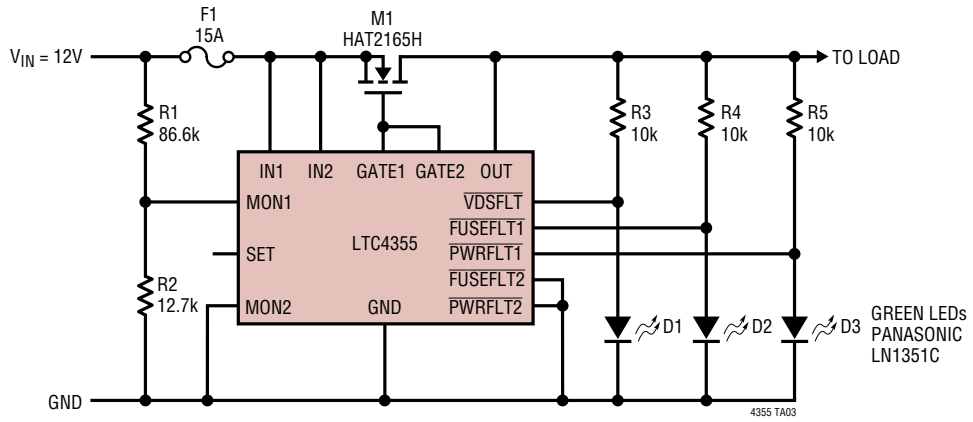 F1
15A
M1
HAT2165H
VIN = 12V
TO LOAD
R1
86.6k
R3
10k
R4
10k
R5
10k
IN1 IN2 GATE1 GATE2 OUT
MON1
VDSFLT
FUSEFLT1
LTC4355
PWRFLT1
SET
FUSEFLT2
R2
12.7k
MON2
GND
PWRFLT2
D1
D2
D3
GREEN LEDs
PANASONIC
LN1351C
GND
4355 TA03